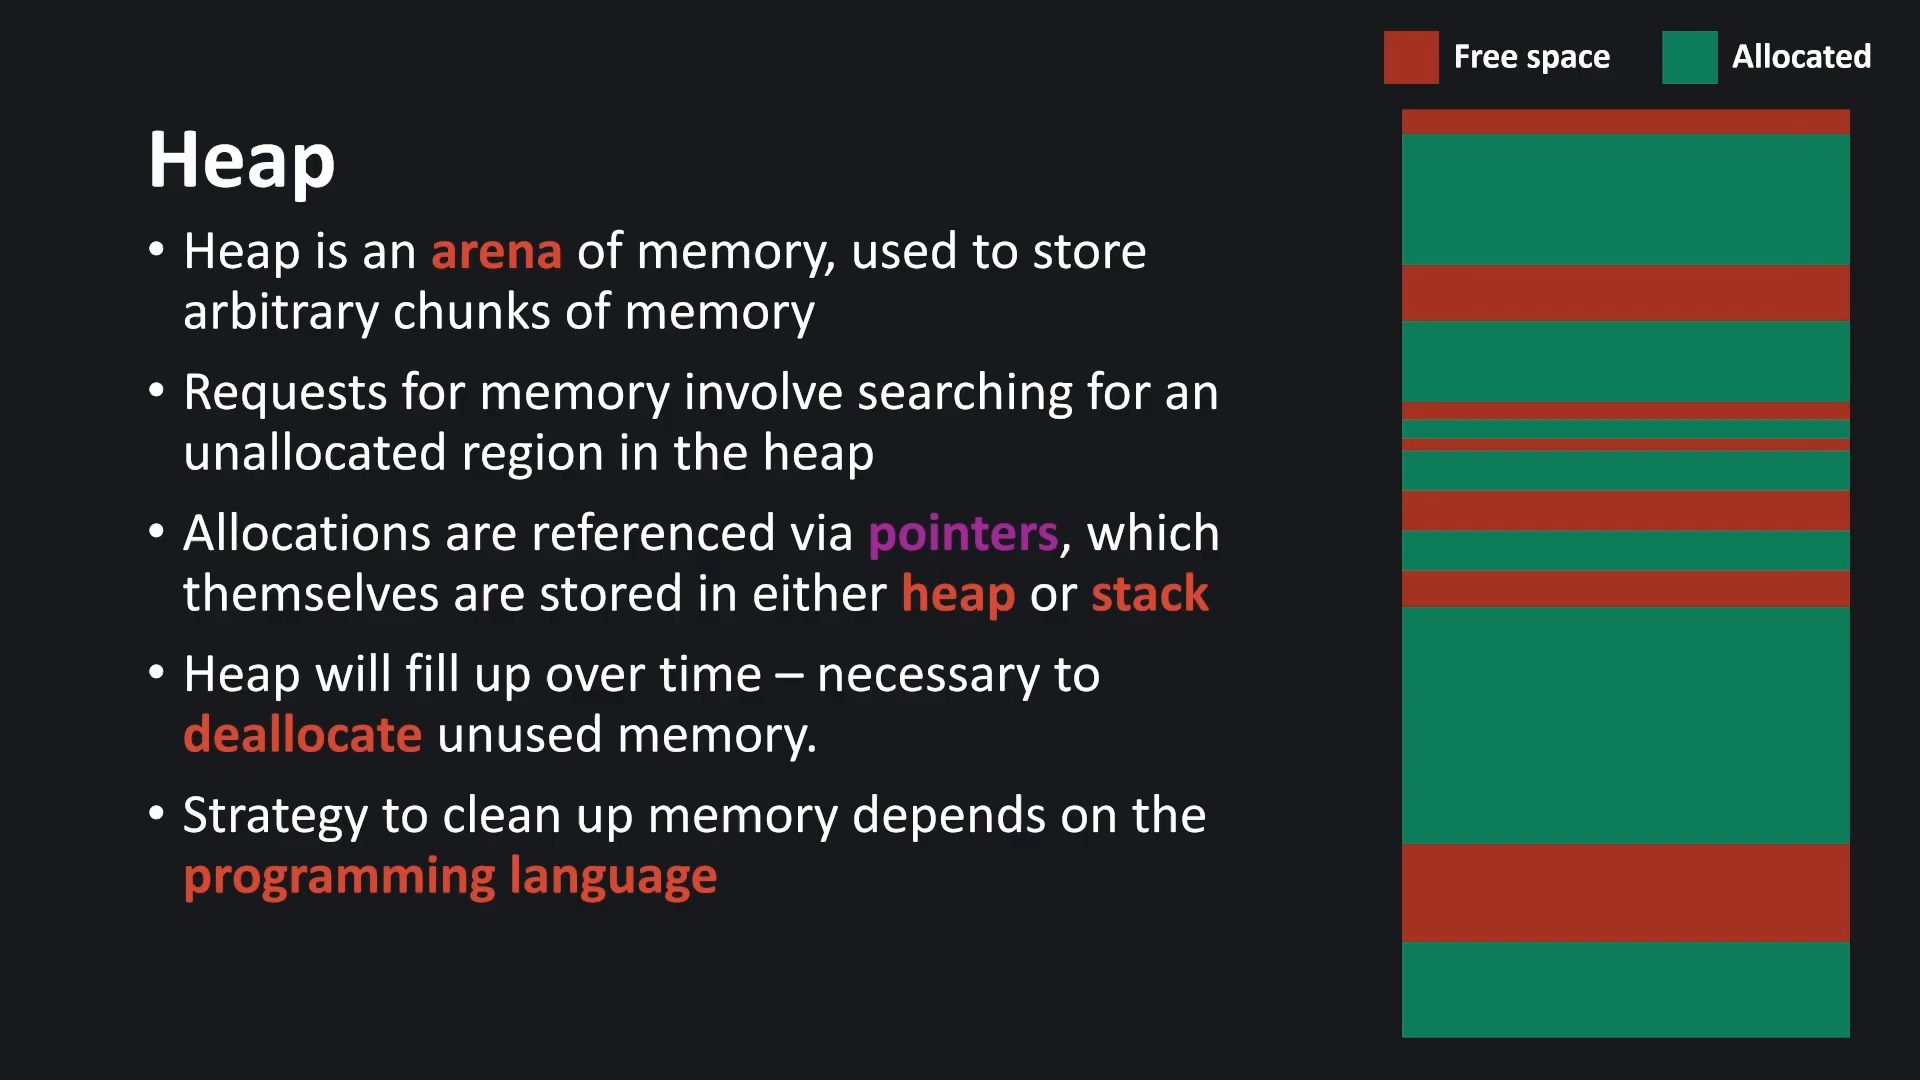 Free space
Allocated
Heap
• Heap is an arena of memory, used to store
arbitrary chunks of memory
• Requests for memory involve searching for an
unallocated region in the heap
• Allocations are referenced via pointers, which
themselves are stored in either heap or stack
• Heap will fill up over time – necessary to
deallocate unused memory.
• Strategy to clean up memory depends on the
programming language